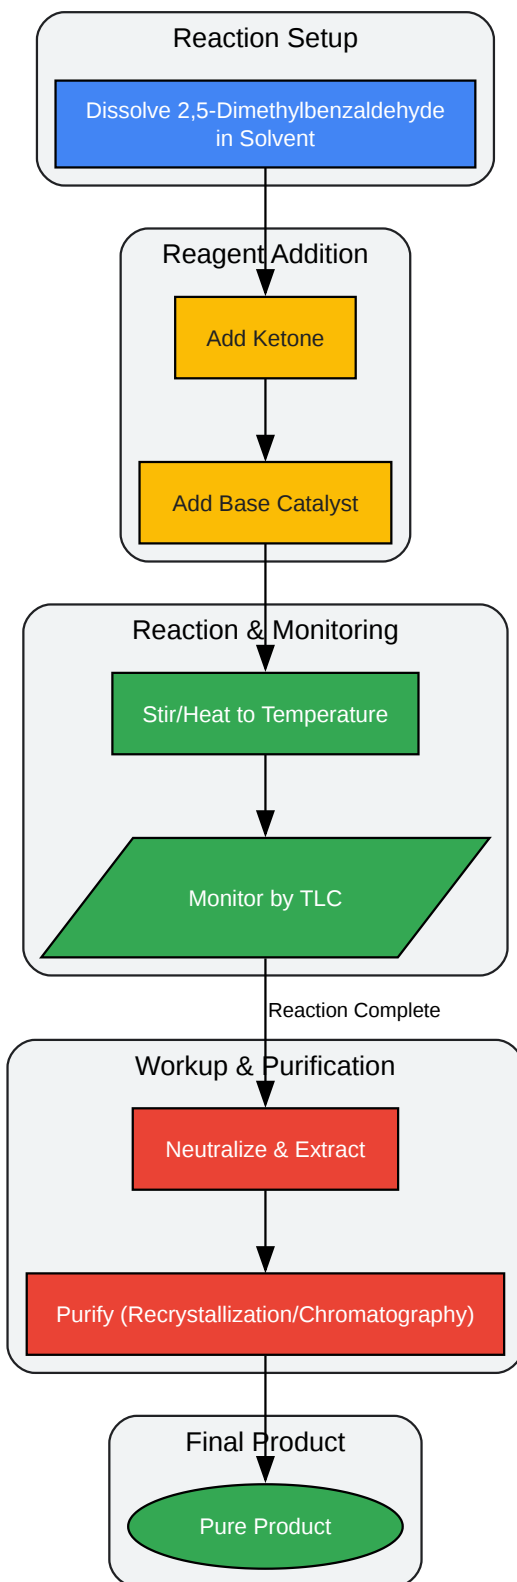 Reaction Setup
Dissolve 2,5-Dimethylbenzaldehyde
in Solvent
Reagent Addition
Add Ketone
Add Base Catalyst
Reaction & Monitoring
Stir/Heat to Temperature
Monitor by TLC
Reaction Complete
Workup & Purification
Neutralize & Extract
Purify (Recrystallization/Chromatography)
Final Product
Pure Product